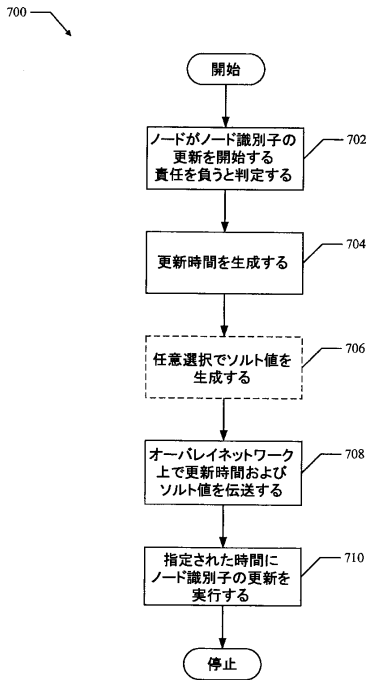 700
開始
ノードがノード識別子の
更新を開始する
責任を負うと判定する
702
更新時間を生成する
704
任意選択でソルト値を
生成する
706
オーバレイネットワーク
上で更新時間および
ソルト値を伝送する
708
指定された時間に
ノード識別子の更新を
実行する
710
停止